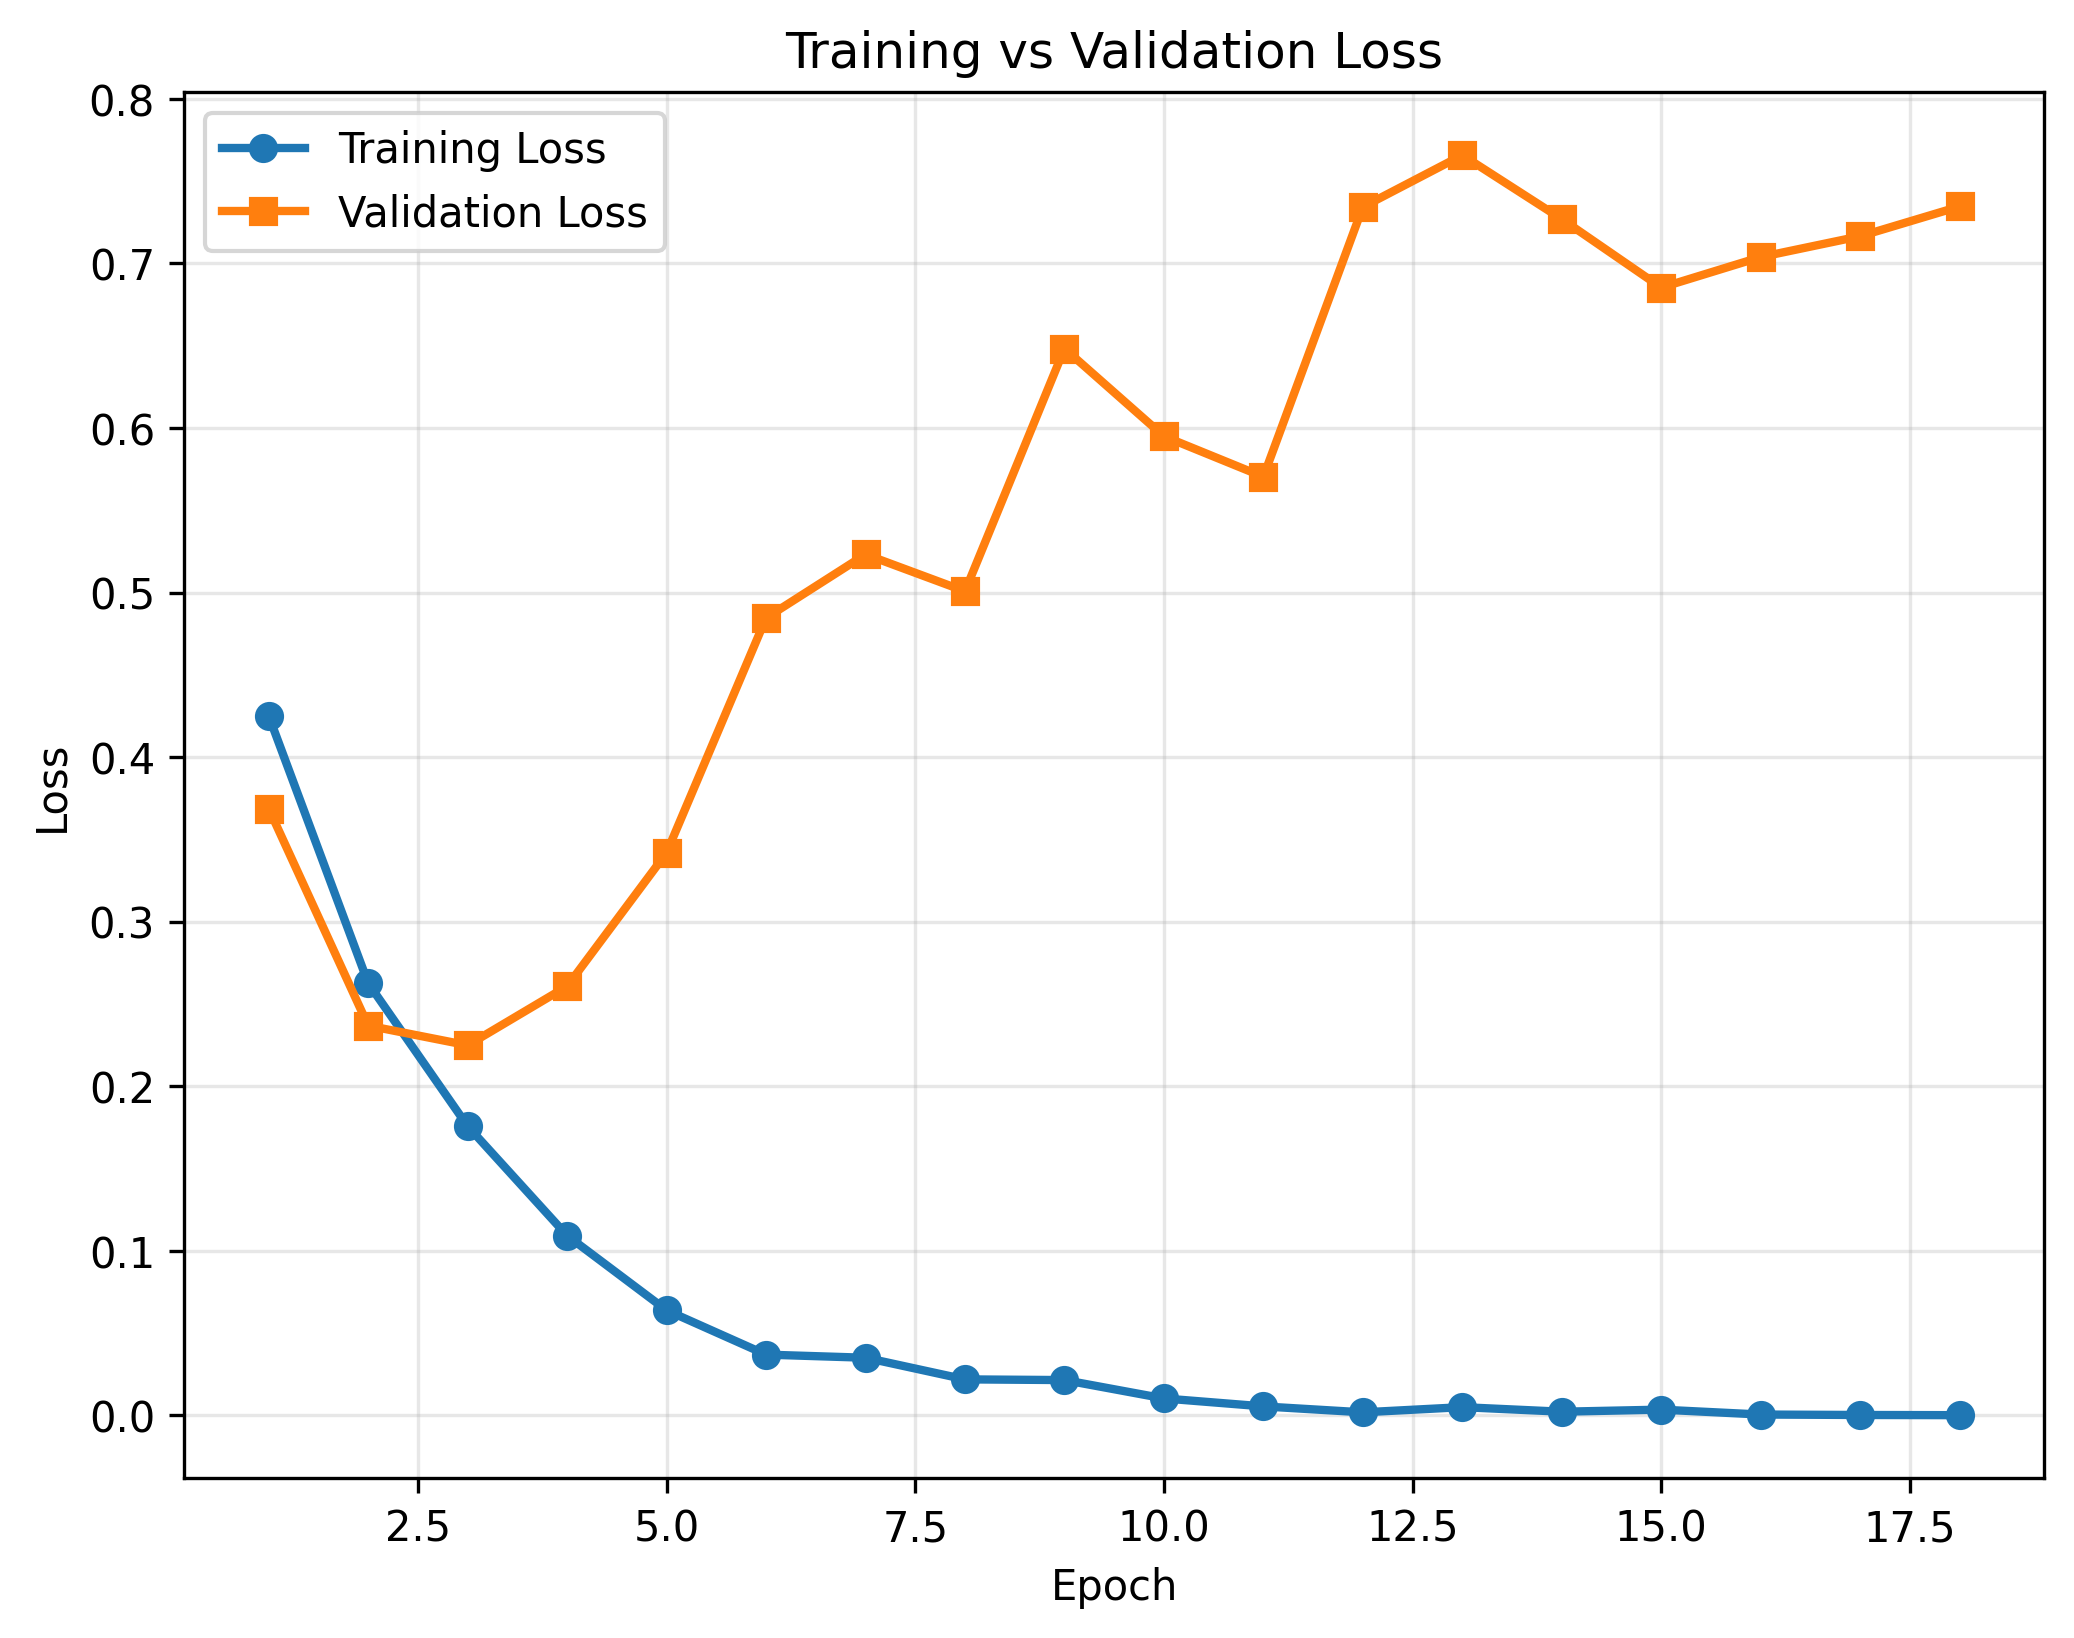 Training vs Validation Loss
Training Loss
Validation Loss
0.8
0.7
0.6
0.5
0.4
0.3
0.2
0.1
0.0
Loss
2.5 5.0 7.5 10.0 12.5 15.0 17.5
Epoch